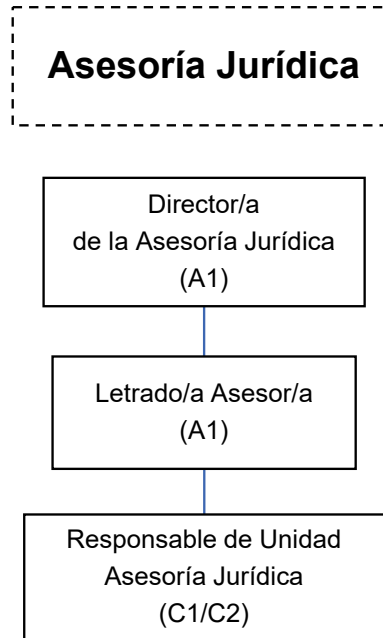 Asesoría Jurídica
Director/a
de la Asesoría Jurídica
(A1)
Letrado/a Asesor/a
(A1)
Responsable de Unidad
Asesoría Jurídica
(C1/C2)